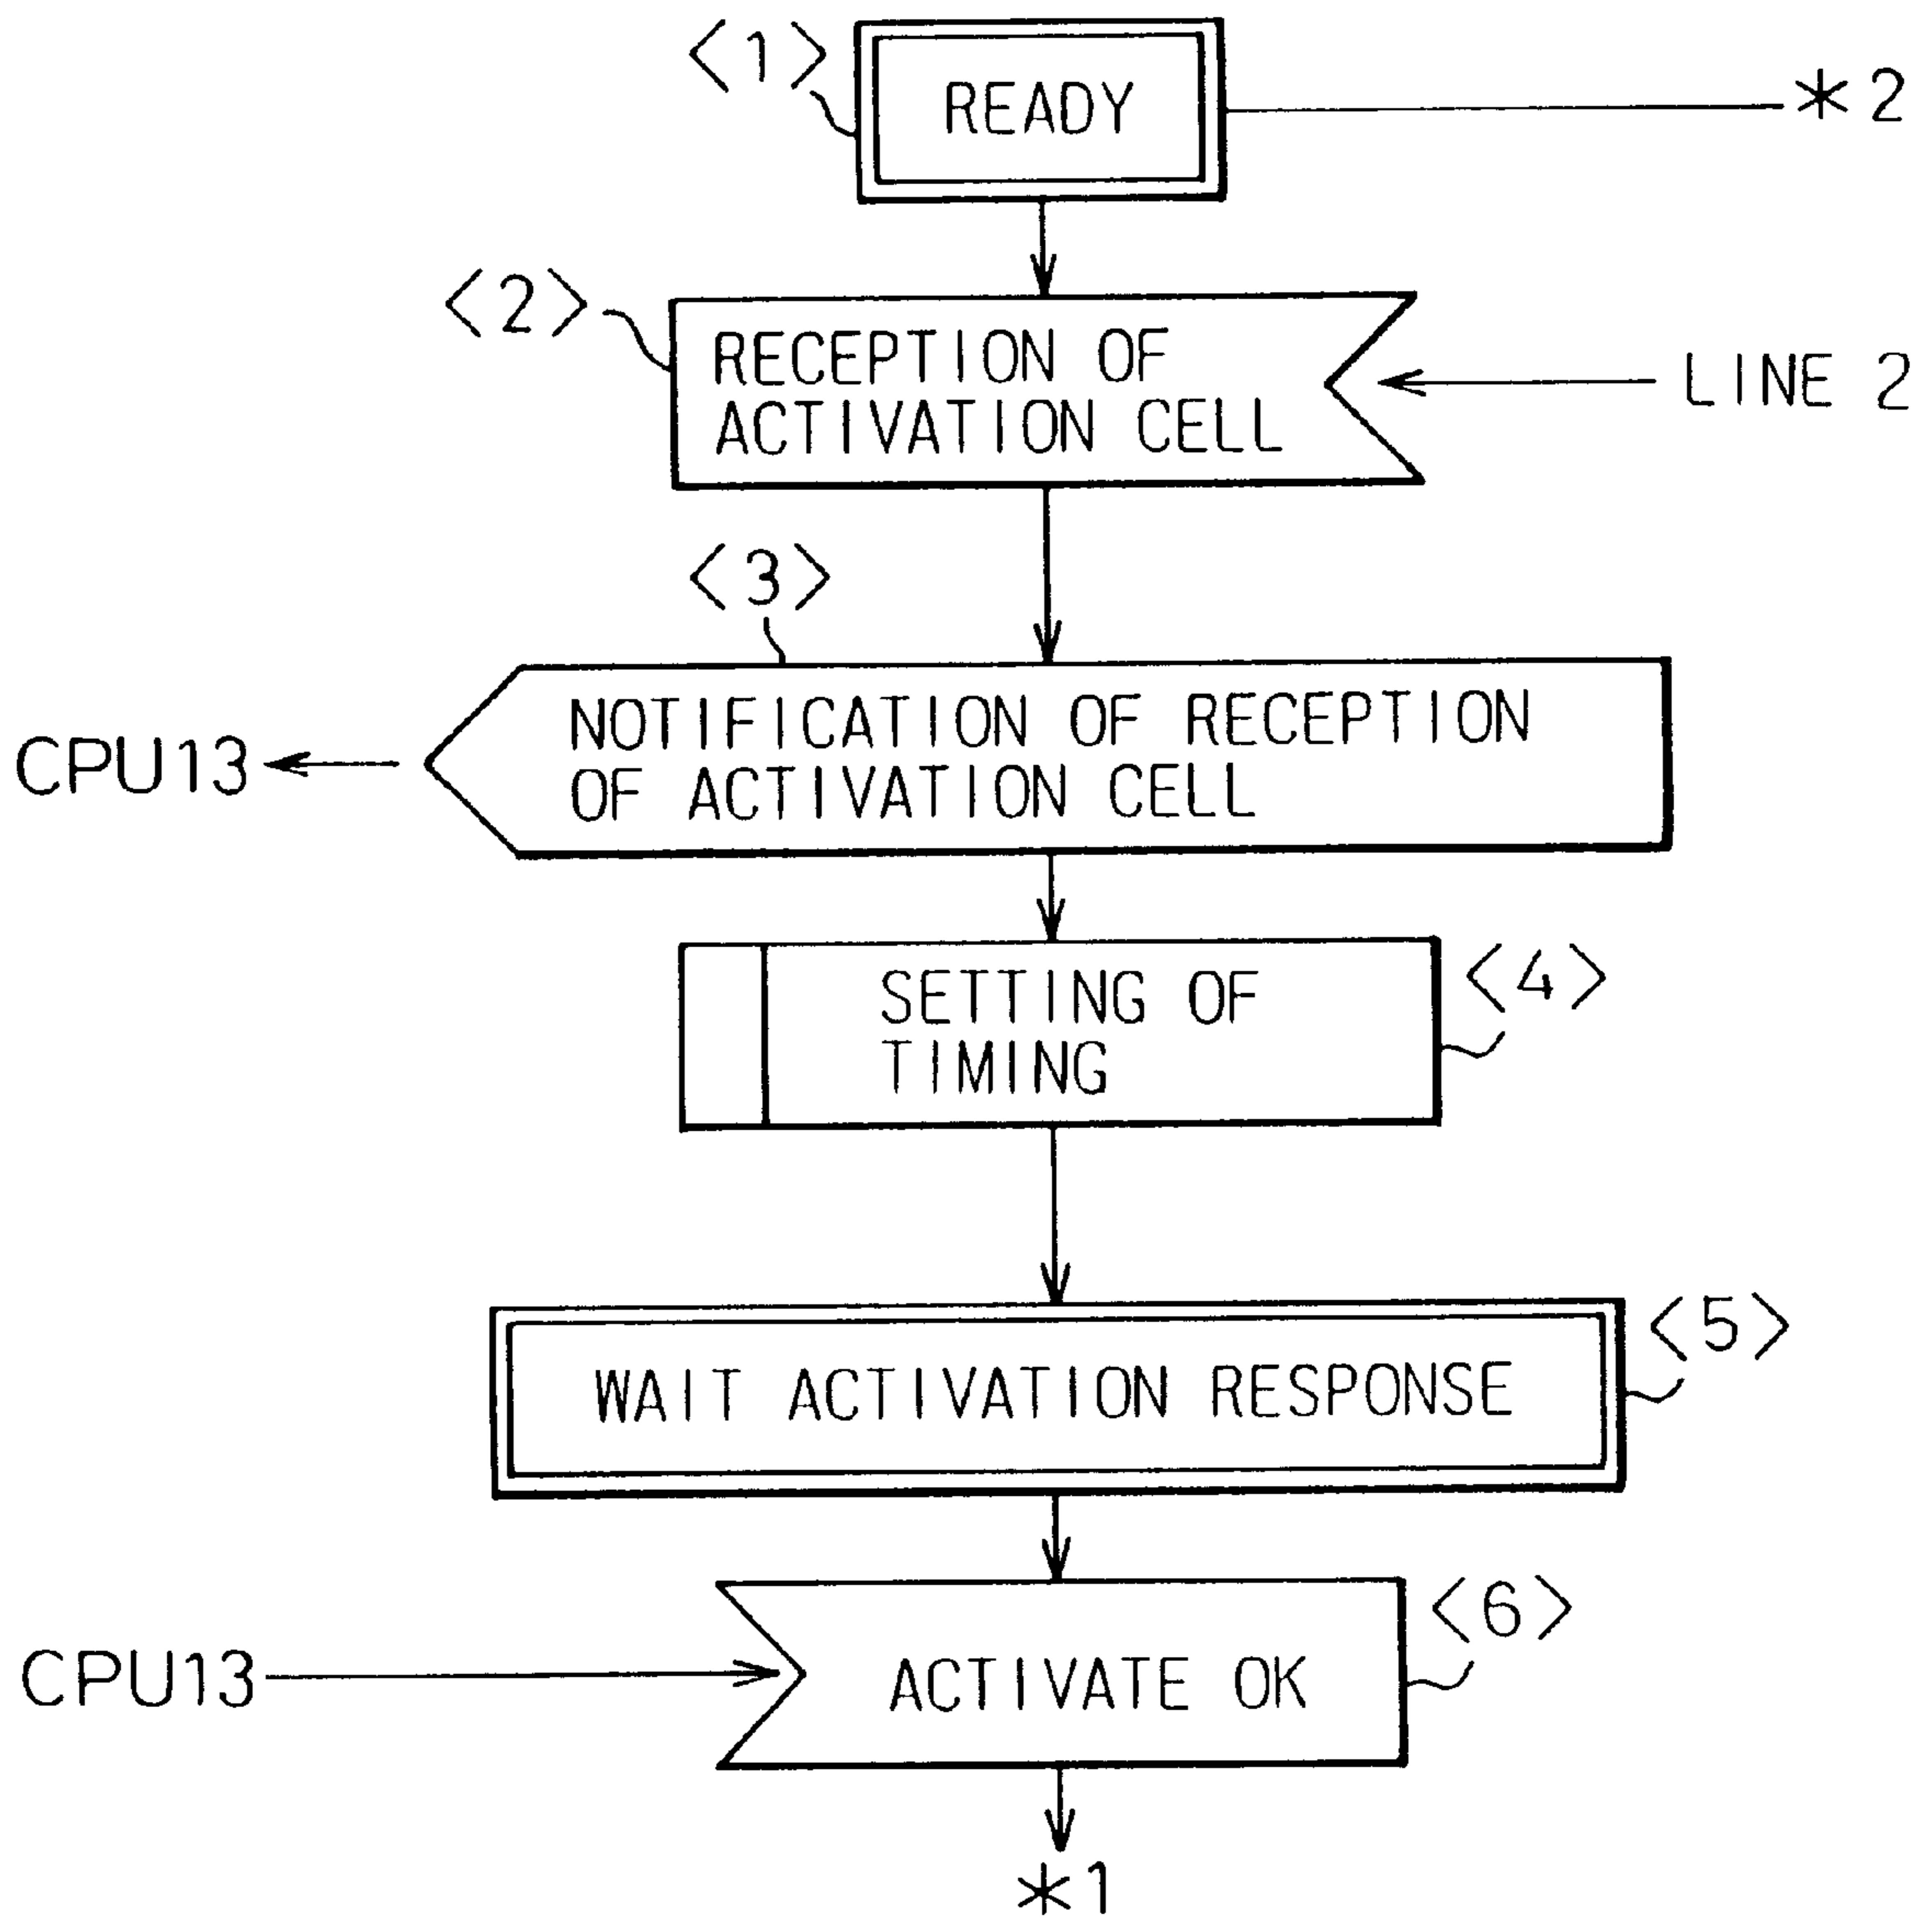 <1>
READY
*2
<2>
RECEPTION OF
ACTIVATION CELL
LINE 2
<3>
NOTIFICATION OF RECEPTION
OF ACTIVATION CELL
CPU13
SETTING OF
TIMING
<4>
WAIT ACTIVATION RESPONSE
<5>
CPU13
ACTIVATE OK
<6>
*1